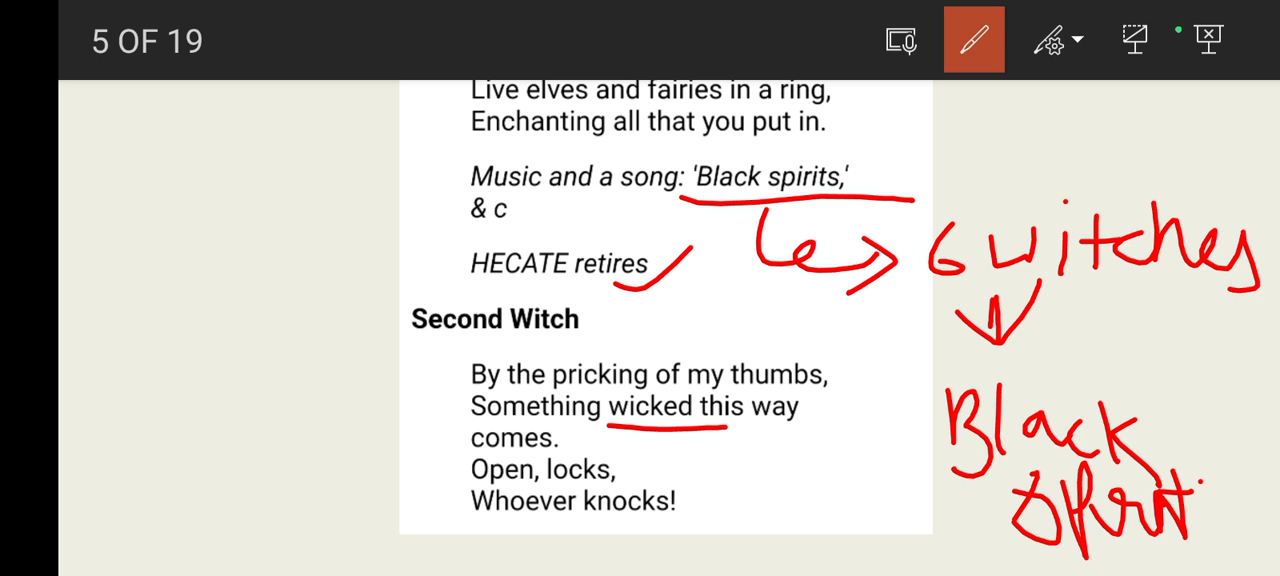 5 OF 19
Live elves and fairies in a ring,
Enchanting all that you put in.
Music and a song: 'Black spirits,'
& c
HECATE retires
6 witches
Second Witch
By the pricking of my thumbs,
Something wicked this way
comes.
Open, locks,
Whoever knocks!
Black
spirit